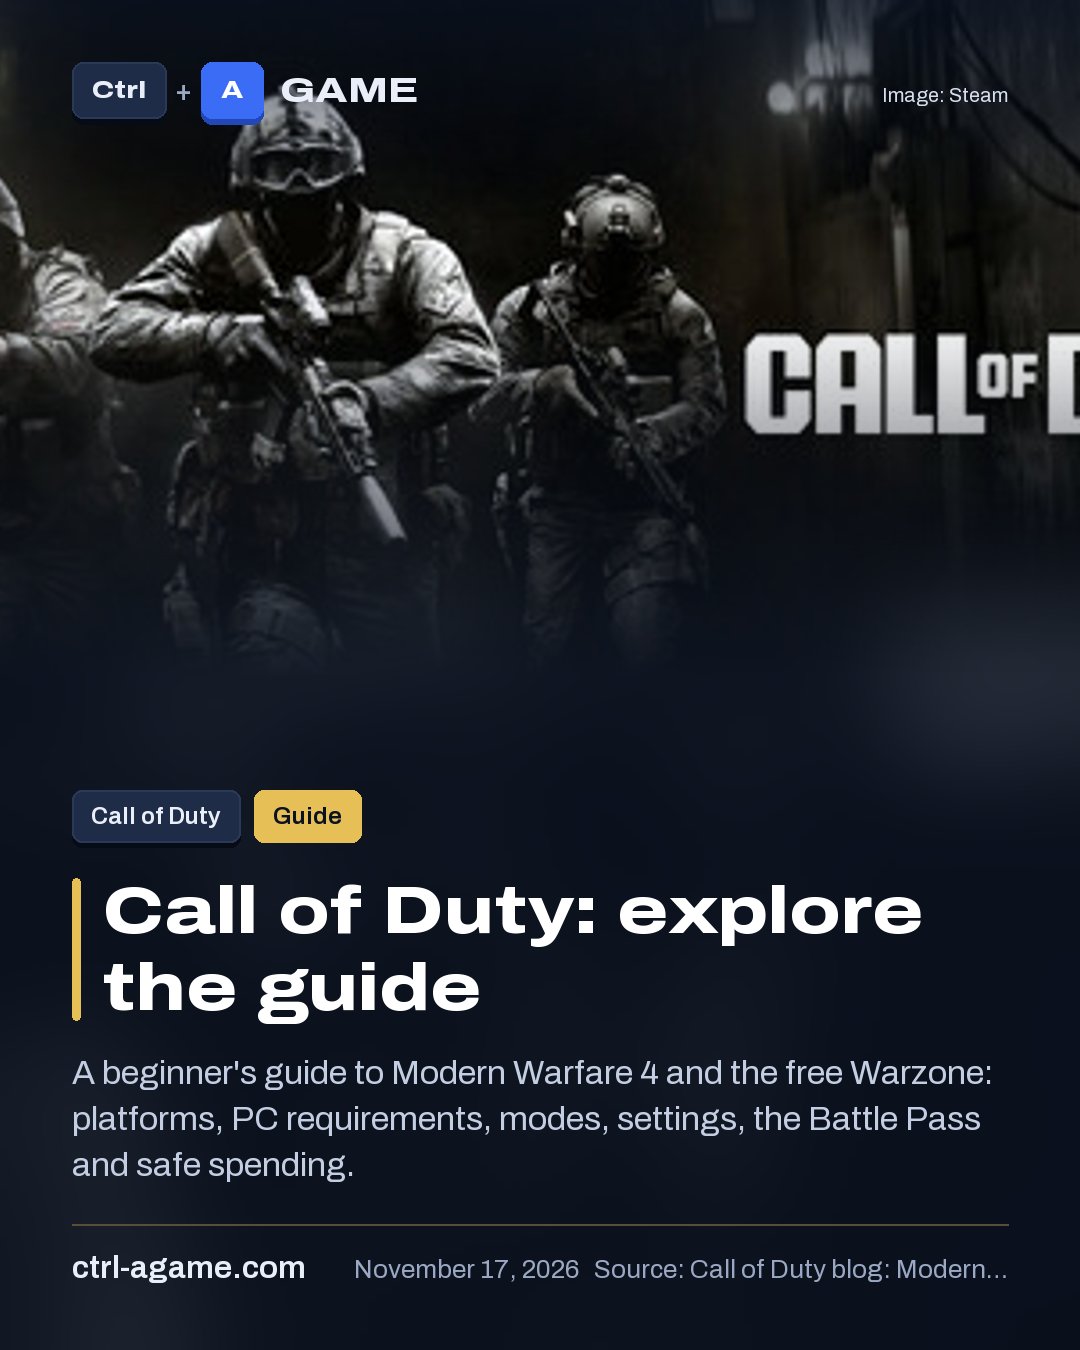 Ctrl + A GAME
Image: Steam
CALL OF D
Call of Duty
Guide
Call of Duty: explore
the guide
A beginner's guide to Modern Warfare 4 and the free Warzone:
platforms, PC requirements, modes, settings, the Battle Pass
and safe spending.
ctrl-agame.com
November 17, 2026 Source: Call of Duty blog: Modern...